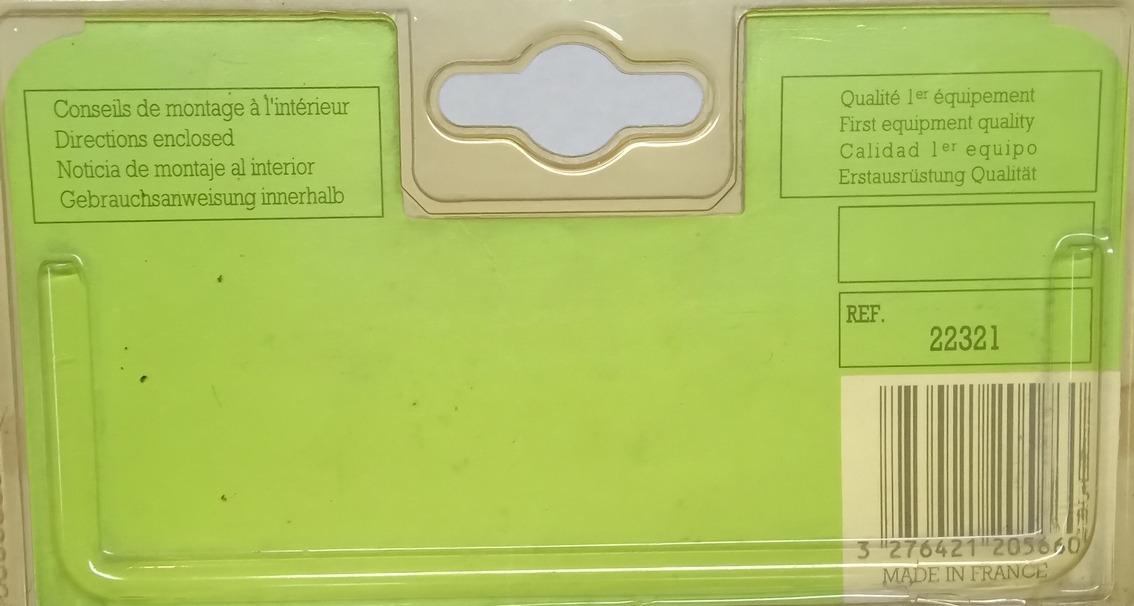 Conseils de montage à l'intérieur
Directions enclosed
Noticia de montaje al interior
Gebrauchsanweisung innerhalb
Qualité 1er équipement
First equipment quality
Calidad 1er equipo
Erstausrüstung Qualität
REF.
22321
3 276421 205660
MADE IN FRANCE